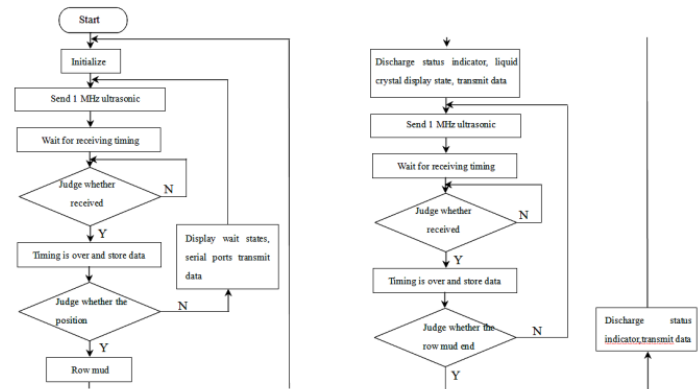 Start
Initialize
Send 1 MHz ultrasonic
Wait for receiving timing
Judge whether
received
N
Y
Timing is over and store data
Judge whether the
position
N
Y
Row mud
Display wait states,
serial ports transmit
data
Discharge status indicator, liquid
crystal display state, transmit data
Send 1 MHz ultrasonic
Wait for receiving timing
Judge whether
received
N
Y
Timing is over and store data
Judge whether the
row mud end
N
Y
Discharge status
indicator,transmit data